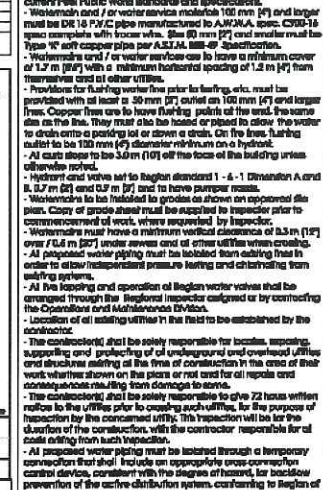 current Peel Public Work standards and specifications.
- Watermain and / or water service materials 100 mm (4") and larger
must be DR 18 P.V.C pipe manufactured to A.W.W.A. spec. C900-16
spec complete with tracer wire. Size 50 mm (2") and smaller must be
Type 'K' soft copper pipe per A.S.T.M. B88-49 specification.
- Watermains and / or water services are to have a minimum cover
of 1.7 m (5'6") with a minimum horizontal spacing of 1.2 m (4') from
themselves and all other utilities.
- Provisions for flushing water line prior to testing, etc. must be
provided with at least a 50 mm (2") outlet on 100 mm (4") and larger
lines. Copper lines are to have flushing points at the end, the same
size as the line. They must also be hosed or piped to allow the water
to drain onto a parking lot or down a drain. On fire lines, flushing
outlet to be 100 mm (4") diameter minimum on a hydrant.
- All curb stops to be 3.0 m (10') off the face of the building unless
otherwise noted.
- Hydrant and valve set to Region standard 1 - 6 - 1 Dimension A and
B, 0.7 m (2') and 0.9 m (3') and to have pumper nozzle.
- Watermains to be installed to grades as shown on approved site
plan. Copy of grade sheet must be supplied to inspector prior to
commencement of work, where requested by inspector.
- Watermains must have a minimum vertical clearance of 0.3 m (12")
over / 0.5 m (20") under sewers and all other utilities when crossing.
- All proposed water piping must be isolated from existing lines in
order to allow independent pressure testing and chlorinating from
existing systems.
- All live tapping and operation of Region water valves shall be
arranged through the Regional inspector assigned or by contacting
the Operations and Maintenance Division.
- Location of all existing utilities in the field to be established by the
contractor.
- The contractor(s) shall be solely responsible for locates, exposing,
supporting and protecting of all underground and overhead utilities
and structures existing at the time of construction in the area of their
work whether shown on the plans or not and for all repairs and
consequences resulting from damage to same.
- The contractor(s) shall be solely responsible to give 72 hours written
notice to the utilities prior to crossing such utilities, for the purpose of
inspection by the concerned utility. This inspection will be for the
duration of the construction, with the contractor responsible for all
costs arising from such inspection.
- All proposed water piping must be isolated through a temporary
connection that shall include an appropriate cross-connection
control device, consistent with the degree of hazard, for backflow
prevention of the active distribution system, conforming to Region of